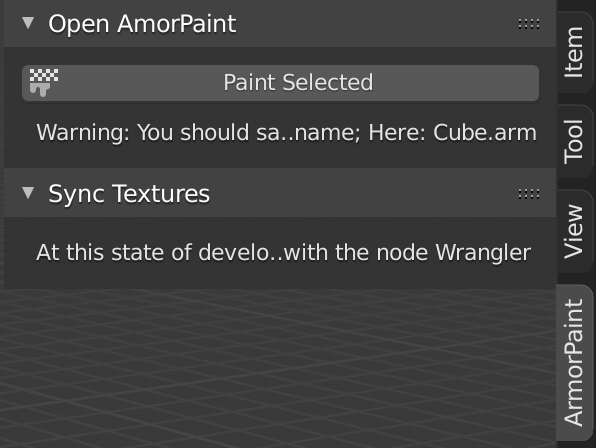 Open AmorPaint
Paint Selected
Warning: You should sa..name; Here: Cube.arm
Sync Textures
At this state of develo..with the node Wrangler
Item
Tool
View
ArmorPaint